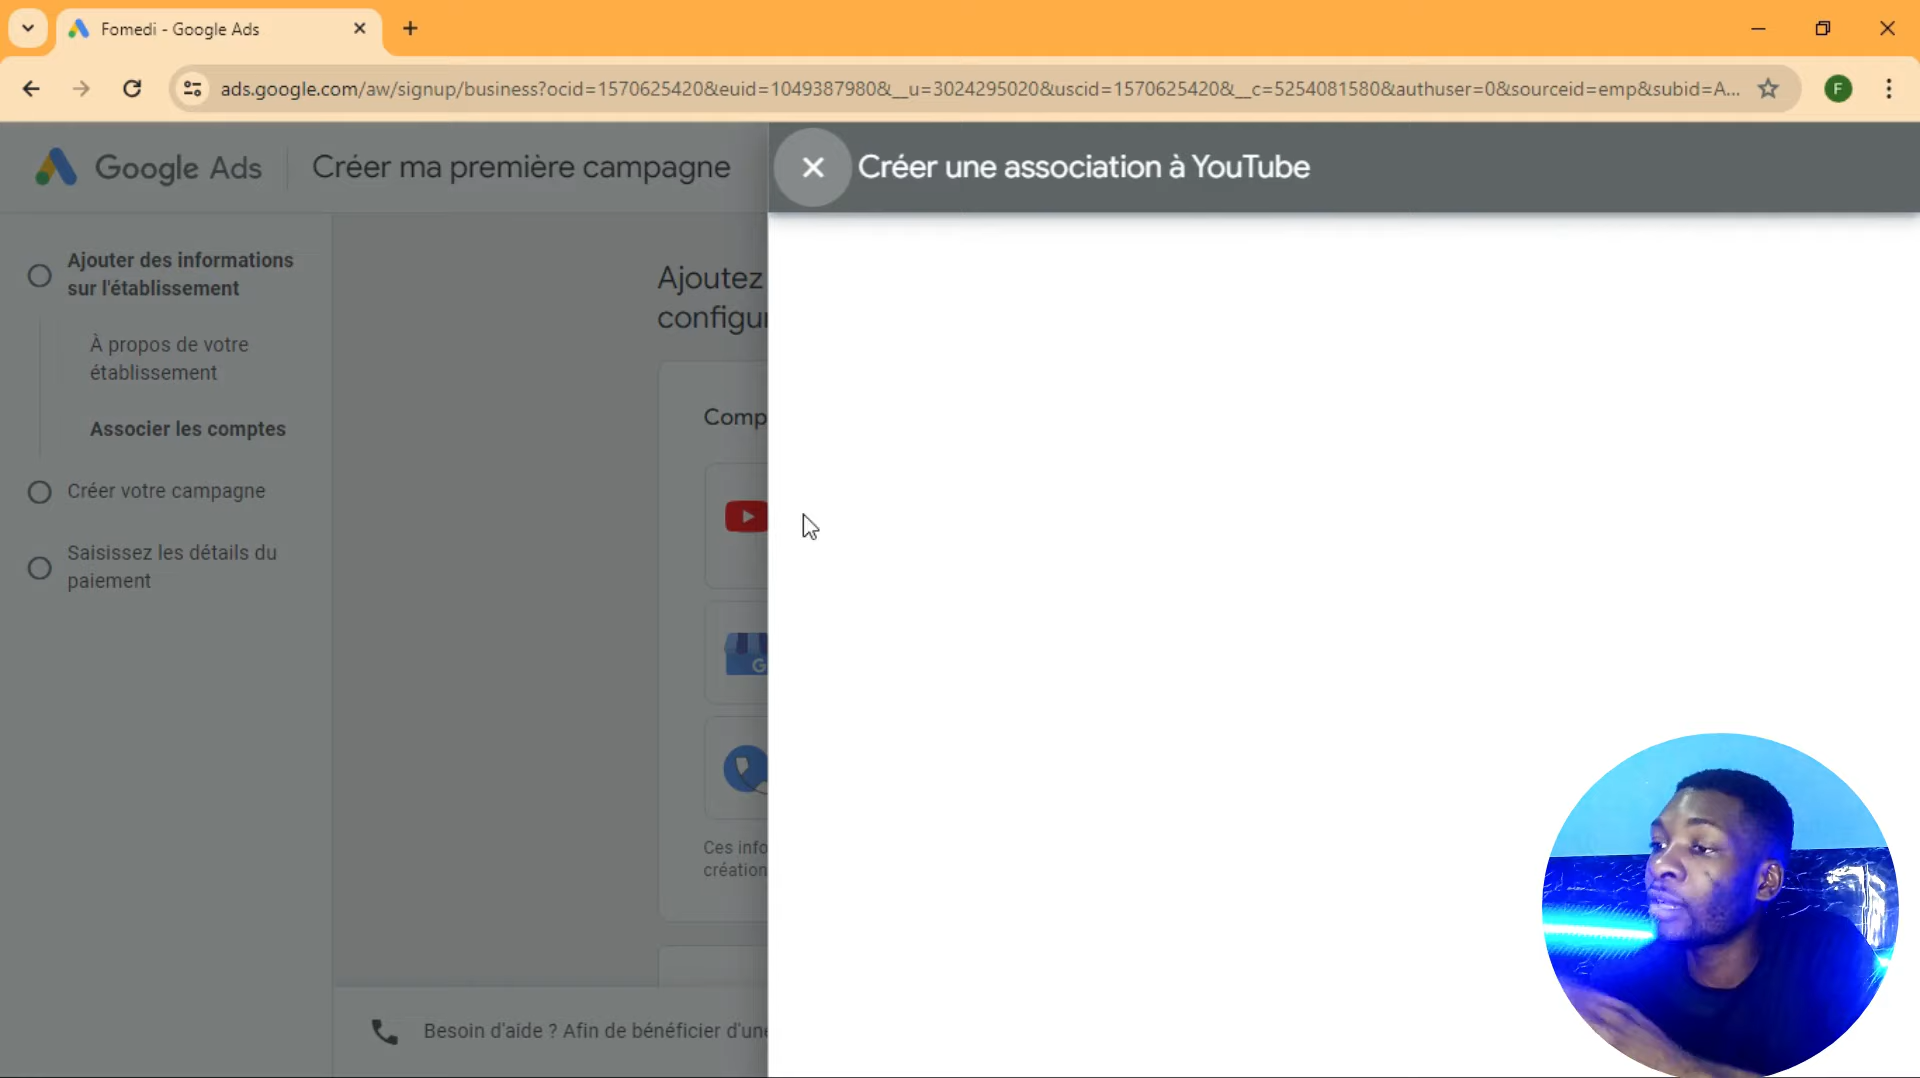 Fomedi - Google Ads
ads.google.com/aw/signup/business?ocid=1570625420&euid=1049387980&__u=3024295020&uscid=1570625420&__c=5254081580&authuser=0&sourceid=emp&subid=A...
F
Google Ads
Créer ma première campagne
Créer une association à YouTube
Ajouter des informations
sur l'établissement
À propos de votre
établissement
Associer les comptes
Créer votre campagne
Saisissez les détails du
paiement
Ajoutez
configur
Comp
G
Ces info
création
Besoin d'aide ? Afin de bénéficier d'une